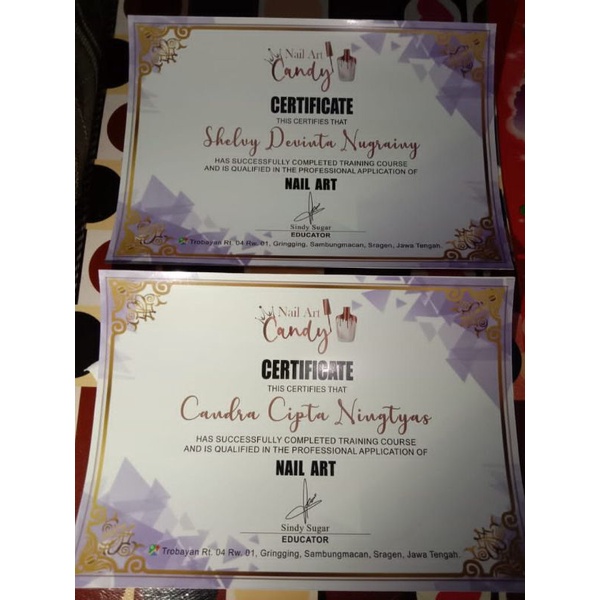 Nail Art
Candy
CERTIFICATE
THIS CERTIFIES THAT
Shelvy Devinta Nugrainy
HAS SUCCESSFULLY COMPLETED TRAINING COURSE
AND IS QUALIFIED IN THE PROFESSIONAL APPLICATION OF
NAIL ART
Sindy Sugar
EDUCATOR
Trobayan Rt. 04 Rw. 01, Gringging, Sambungmacan, Sragen, Jawa Tengah.
Nail Art
Candy
CERTIFICATE
THIS CERTIFIES THAT
Candra Cipta Ningtyas
HAS SUCCESSFULLY COMPLETED TRAINING COURSE
AND IS QUALIFIED IN THE PROFESSIONAL APPLICATION OF
NAIL ART
Sindy Sugar
EDUCATOR
Trobayan Rt. 04 Rw. 01, Gringging, Sambungmacan, Sragen, Jawa Tengah.